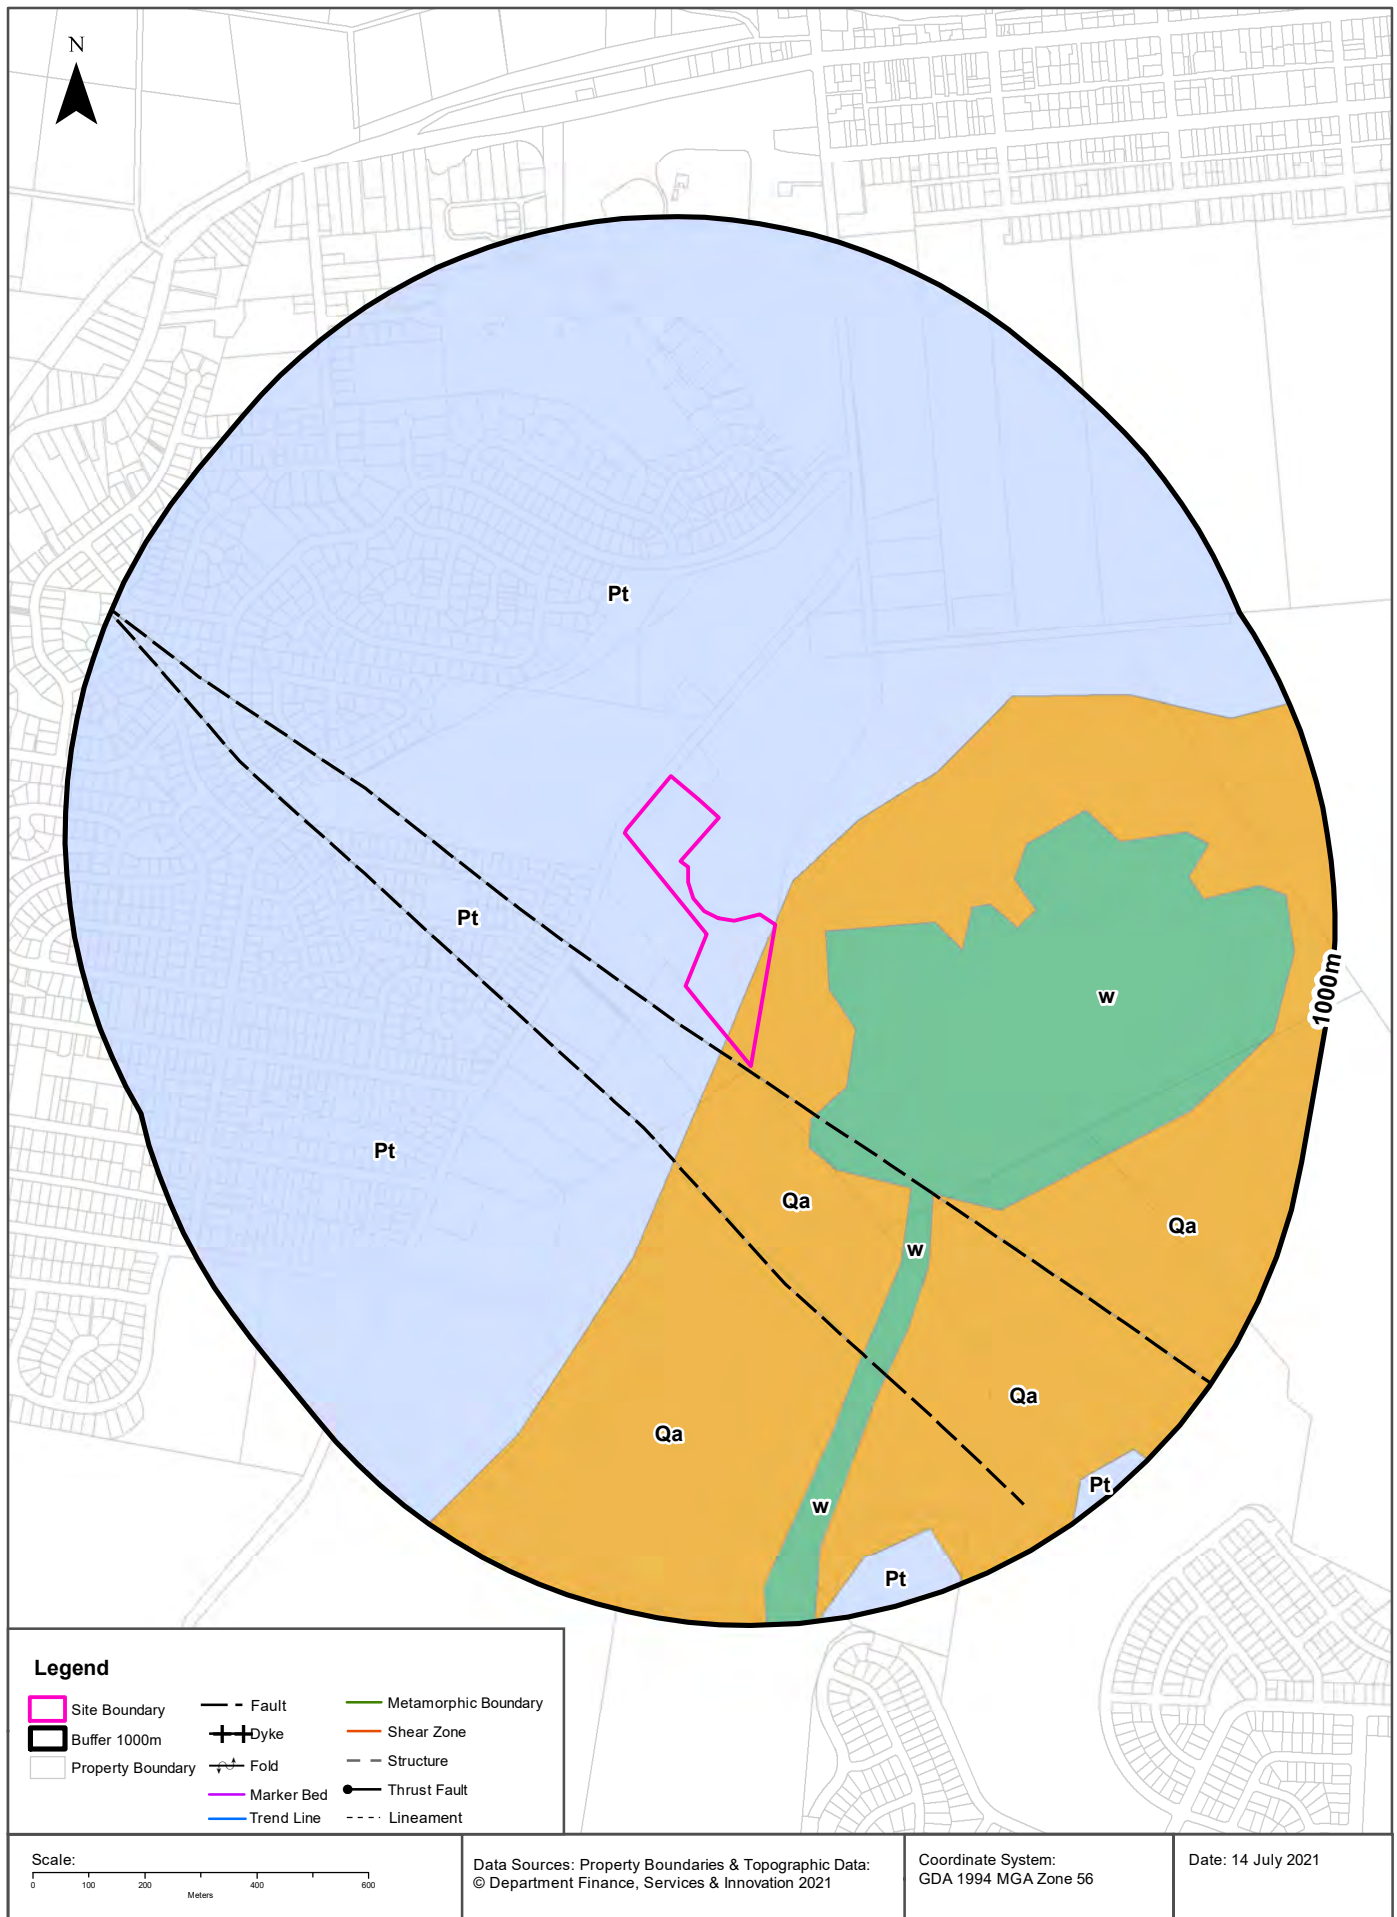 N
Pt
Pt
w
1000m
Pt
Qa
Qa
w
Qa
Qa
Pt
w
Pt
Legend
Site Boundary
Buffer 1000m
Property Boundary
Fault
Dyke
Fold
Marker Bed
Trend Line
Metamorphic Boundary
Shear Zone
Structure
Thrust Fault
Lineament
Scale:
0 100 200 400 600
Meters
Data Sources: Property Boundaries & Topographic Data:
© Department Finance, Services & Innovation 2021
Coordinate System:
GDA 1994 MGA Zone 56
Date: 14 July 2021